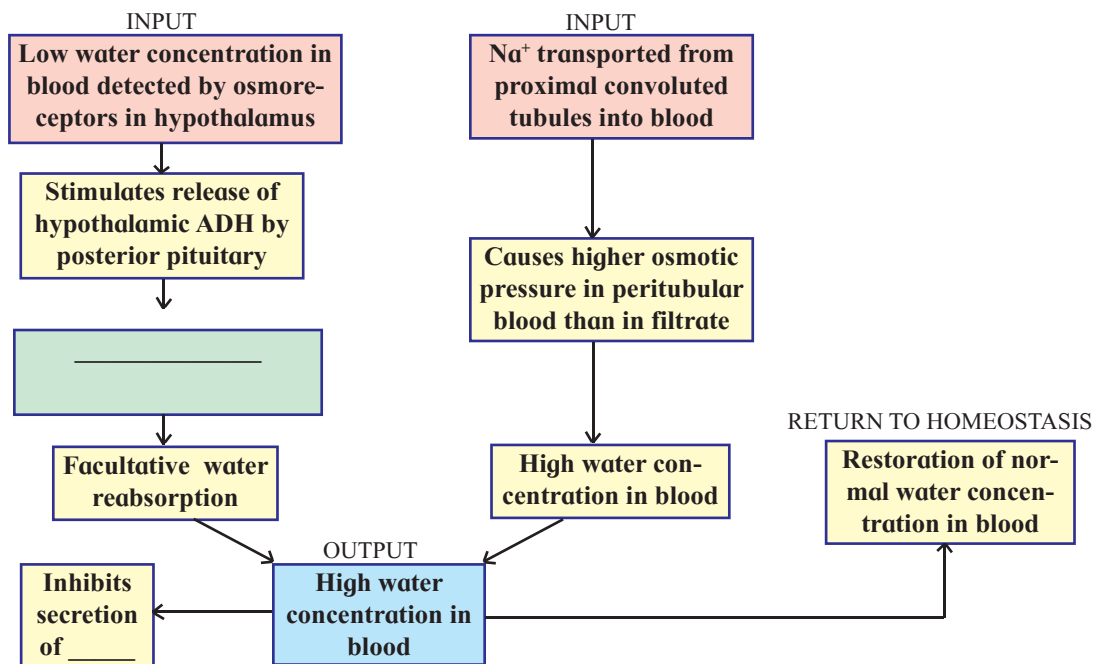 INPUT
Low water concentration in
blood detected by osmore-
ceptors in hypothalamus
Stimulates release of
hypothalamic ADH by
posterior pituitary
____________________
Facultative water
reabsorption
INPUT
Na⁺ transported from
proximal convoluted
tubules into blood
Causes higher osmotic
pressure in peritubular
blood than in filtrate
High water con-
centration in blood
OUTPUT
High water
concentration in
blood
Inhibits
secretion
of ______
RETURN TO HOMEOSTASIS
Restoration of nor-
mal water concen-
tration in blood